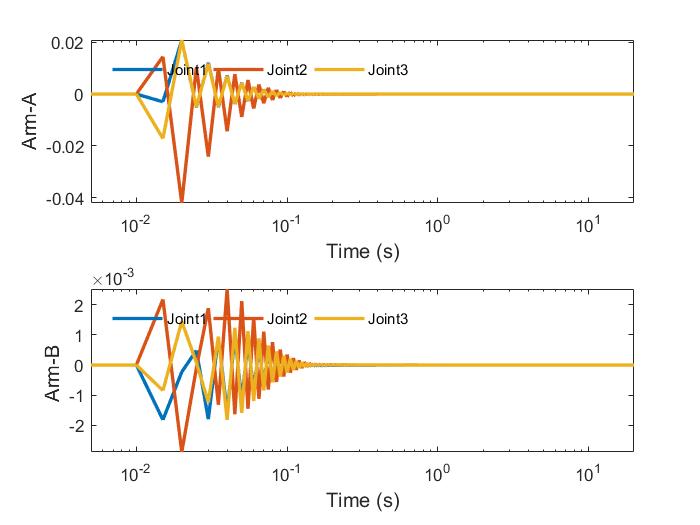 0.02
0
-0.02
-0.04
Arm-A
Joint1 Joint2 Joint3
10-2 10-1 100 101
Time (s)
×10-3
2
1
0
-1
-2
Arm-B
Joint1 Joint2 Joint3
10-2 10-1 100 101
Time (s)